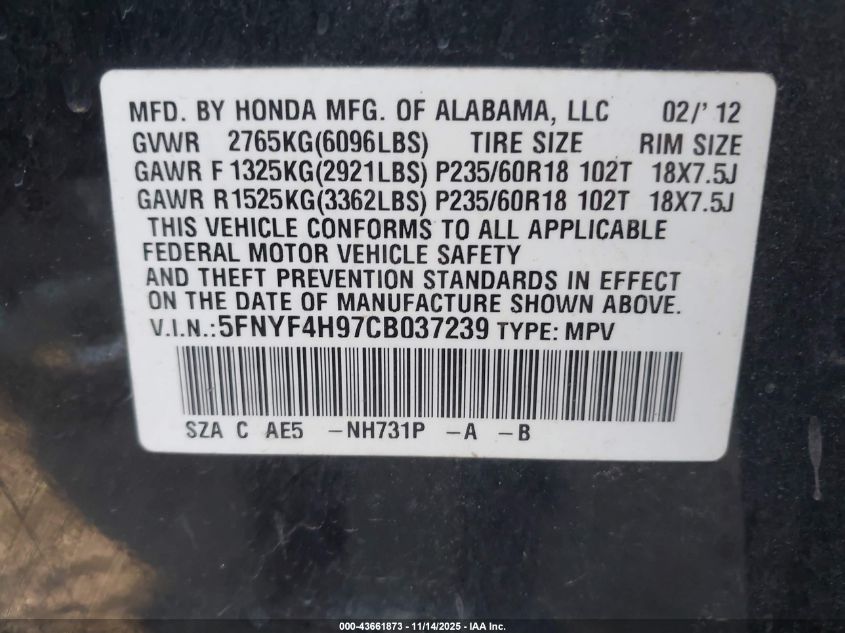 MFD. BY HONDA MFG. OF ALABAMA, LLC 02/' 12
GVWR 2765KG(6096LBS) TIRE SIZE RIM SIZE
GAWR F 1325KG(2921LBS) P235/60R18 102T 18X7.5J
GAWR R1525KG(3362LBS) P235/60R18 102T 18X7.5J
THIS VEHICLE CONFORMS TO ALL APPLICABLE
FEDERAL MOTOR VEHICLE SAFETY
AND THEFT PREVENTION STANDARDS IN EFFECT
ON THE DATE OF MANUFACTURE SHOWN ABOVE.
V.I.N.:5FNYF4H97CB037239 TYPE: MPV
SZA C AE5 -NH731P -A -B
000-43661873 - 11/14/2025 - IAA Inc.